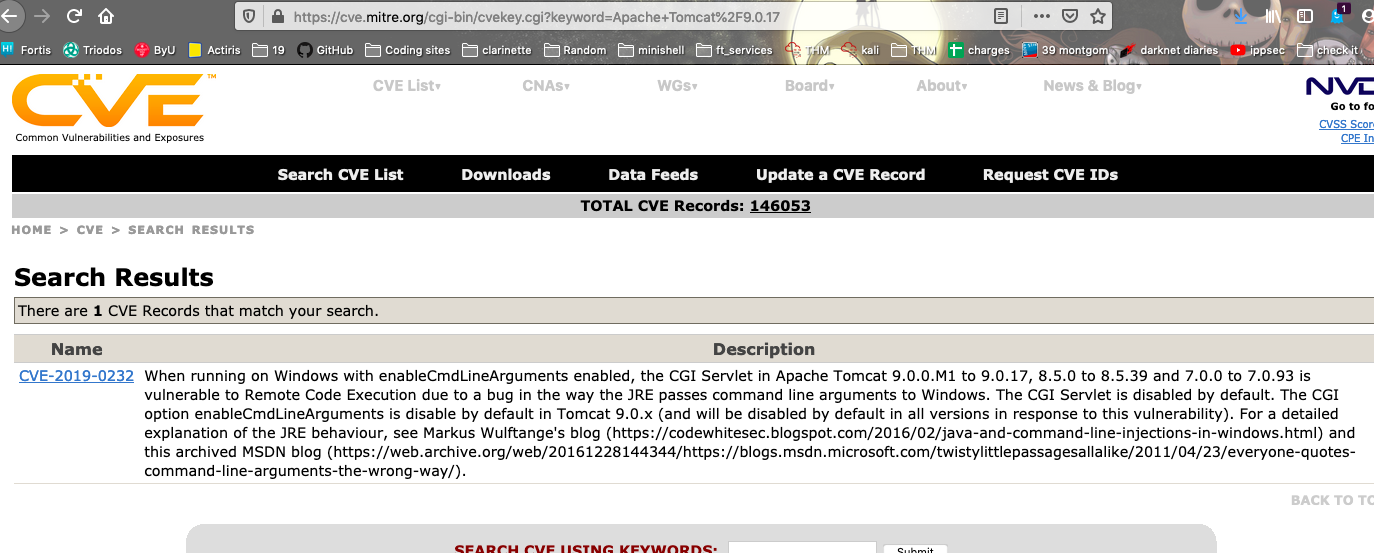 https://cve.mitre.org/cgi-bin/cvekey.cgi?keyword=Apache+Tomcat%2F9.0.17
1
Fortis Triodos ByU Actiris 19 GitHub Coding sites clarinette Random minishell ft_services THM kali THM charges 39 montgom darknet diaries ippsec check it
CVE™
Common Vulnerabilities and Exposures
CVE List▾ CNAs▾ WGs▾ Board▾ About▾ News & Blog▾
NVD
Go to fo
CVSS Scor
CPE In
Search CVE List Downloads Data Feeds Update a CVE Record Request CVE IDs
TOTAL CVE Records: 146053
HOME > CVE > SEARCH RESULTS
Search Results
There are 1 CVE Records that match your search.
Name Description
CVE-2019-0232 When running on Windows with enableCmdLineArguments enabled, the CGI Servlet in Apache Tomcat 9.0.0.M1 to 9.0.17, 8.5.0 to 8.5.39 and 7.0.0 to 7.0.93 is
vulnerable to Remote Code Execution due to a bug in the way the JRE passes command line arguments to Windows. The CGI Servlet is disabled by default. The CGI
option enableCmdLineArguments is disable by default in Tomcat 9.0.x (and will be disabled by default in all versions in response to this vulnerability). For a detailed
explanation of the JRE behaviour, see Markus Wulftange's blog (https://codewhitesec.blogspot.com/2016/02/java-and-command-line-injections-in-windows.html) and
this archived MSDN blog (https://web.archive.org/web/20161228144344/https://blogs.msdn.microsoft.com/twistylittlepassagesallalike/2011/04/23/everyone-quotes-
command-line-arguments-the-wrong-way/).
BACK TO TO
SEARCH CVE USING KEYWORDS: Submit